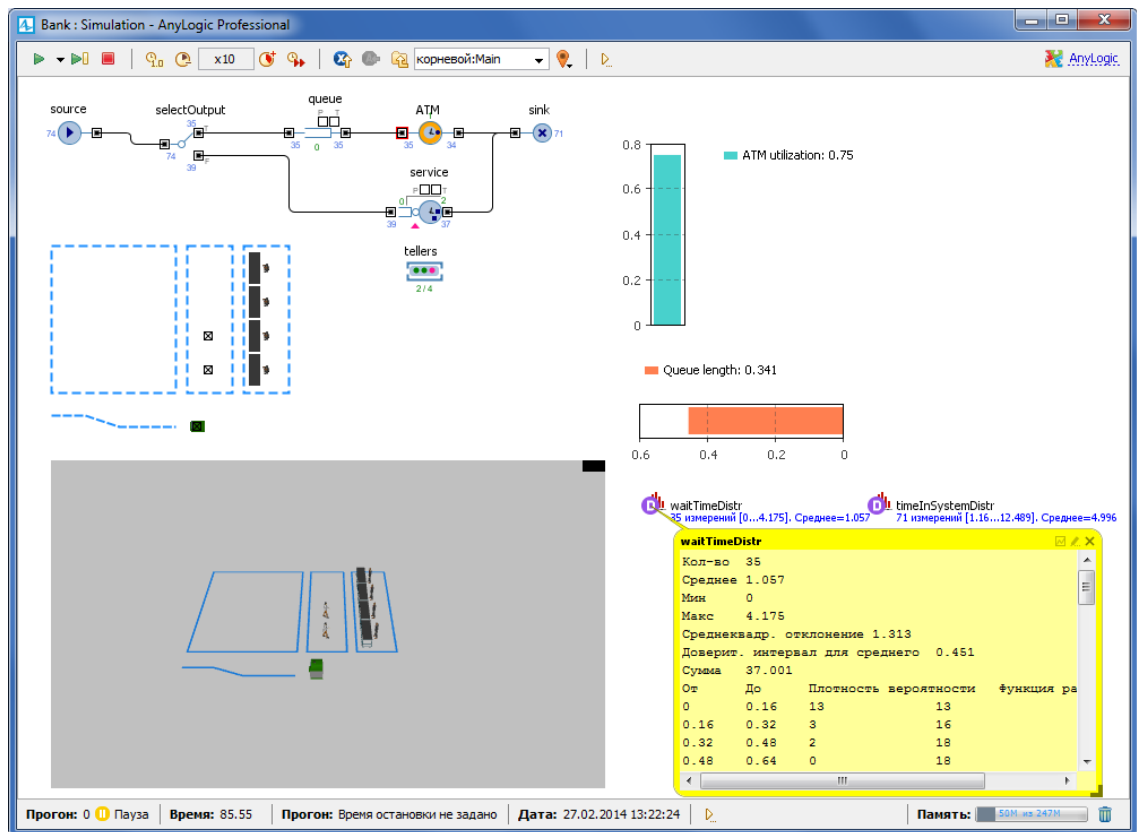 Bank : Simulation - AnyLogic Professional
x10
корневой:Main
AnyLogic
source
selectOutput
queue
ATM
sink
P T
35
T
74
71
35
0
35
35
34
74
F
39
service
P T
0
2
39
37
tellers
2/4
0.8
0.6
0.4
0.2
0
ATM utilization: 0.75
Queue length: 0.341
0.6 0.4 0.2 0
waitTimeDistr
35 измерений [0...4.175]. Среднее=1.057
timeInSystemDistr
71 измерений [1.16...12.489]. Среднее=4.996
waitTimeDistr
Кол-во 35
Среднее 1.057
Мин 0
Макс 4.175
Среднеквадр. отклонение 1.313
Доверит. интервал для среднего 0.451
Сумма 37.001
От До Плотность вероятности Функция ра
0 0.16 13 13
0.16 0.32 3 16
0.32 0.48 2 18
0.48 0.64 0 18
Прогон: 0 Пауза Время: 85.55 Прогон: Время остановки не задано Дата: 27.02.2014 13:22:24 Память: 50M из 247M